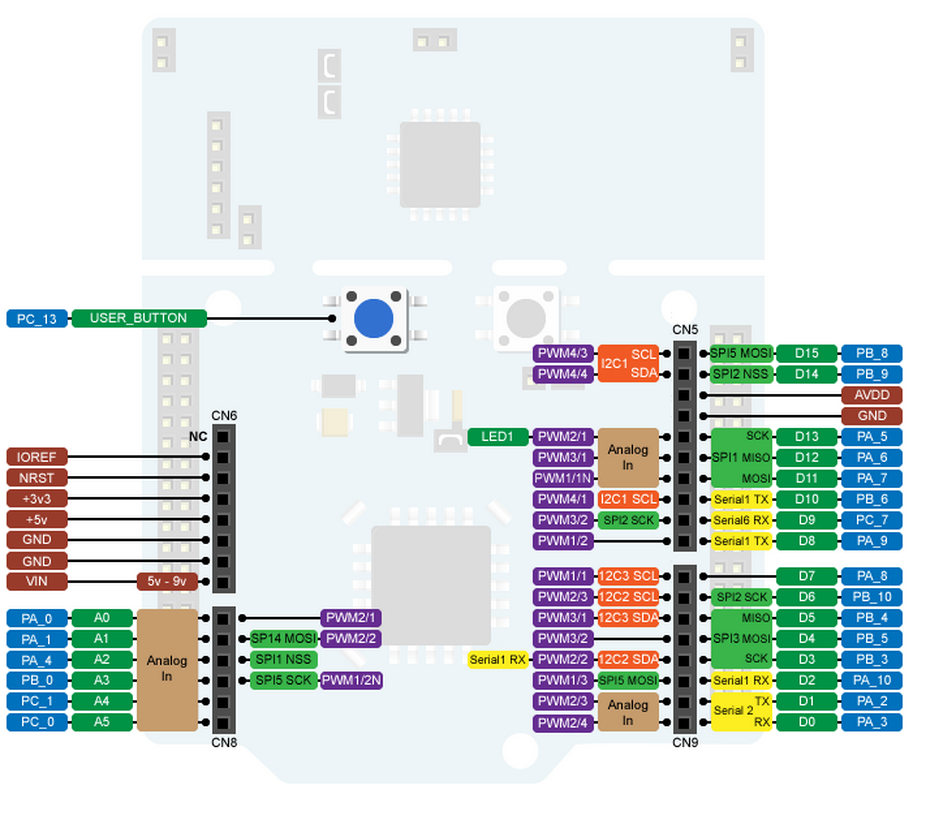 PC_13 USER_BUTTON
CN5
PWM4/3 I2C1 SCL SPI5 MOSI D15 PB_8
PWM4/4 SDA SPI2 NSS D14 PB_9
AVDD
GND
LED1 PWM2/1 Analog In SCK D13 PA_5
PWM3/1 SPI1 MISO D12 PA_6
PWM1/1N MOSI D11 PA_7
PWM4/1 I2C1 SCL Serial1 TX D10 PB_6
PWM3/2 SPI2 SCK Serial6 RX D9 PC_7
PWM1/2 Serial1 TX D8 PA_9
CN6
NC
IOREF
NRST
+3v3
+5v
GND
GND
VIN 5v - 9v
PWM1/1 12C3 SCL D7 PA_8
PWM2/3 12C2 SCL SPI2 SCK D6 PB_10
PWM3/1 12C3 SDA MISO D5 PB_4
PWM3/2 SPI3 MOSI D4 PB_5
Serial1 RX PWM2/2 12C2 SDA SCK D3 PB_3
PWM1/3 SPI5 MOSI Serial1 RX D2 PA_10
PWM2/3 Analog In Serial 2 TX D1 PA_2
PWM2/4 RX D0 PA_3
CN9
PA_0 A0 Analog In PWM2/1
PA_1 A1 SP14 MOSI PWM2/2
PA_4 A2 SPI1 NSS
PB_0 A3 SPI5 SCK PWM1/2N
PC_1 A4
PC_0 A5
CN8